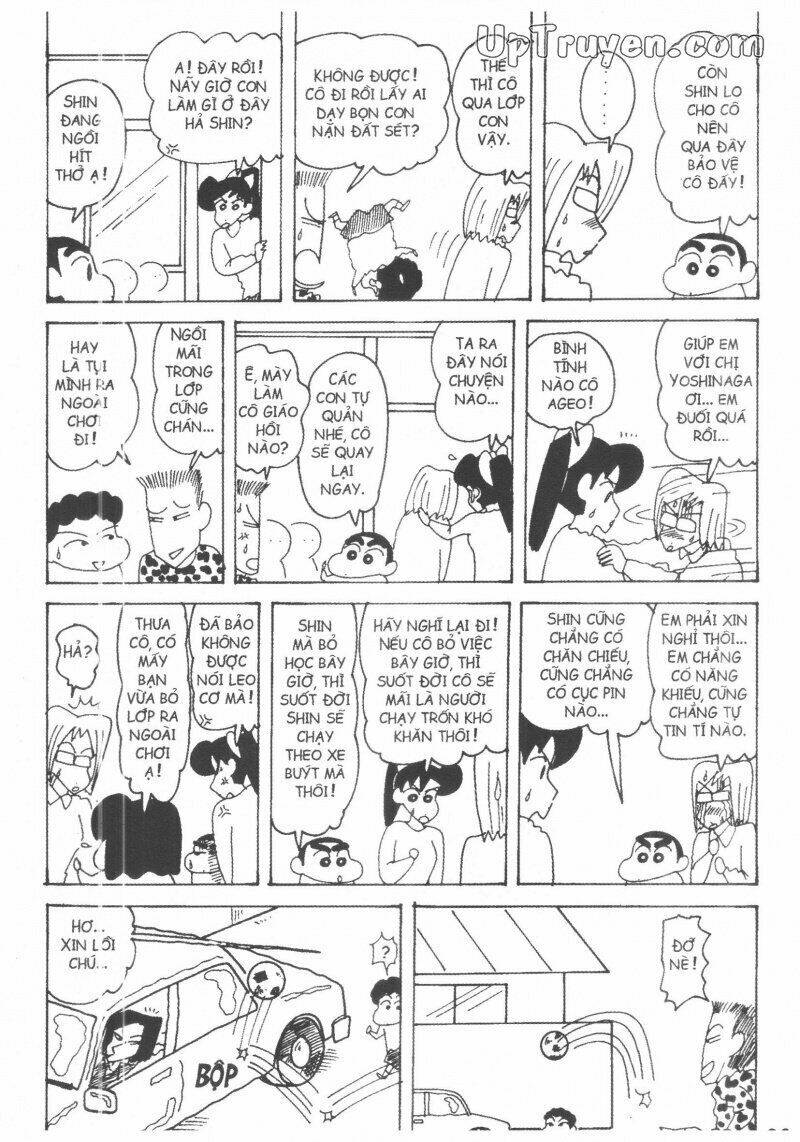 UpTruyen.com
CÒN
SHIN LO
CHO CÔ
NÊN
QUA ĐÂY
BẢO VỆ
CÔ ĐẤY!
......
THẾ
THÌ CÔ
QUA LỚP
CON
VẬY.
KHÔNG ĐƯỢC!
CÔ ĐI RỒI LẤY AI
DẠY BỌN CON
NẶN ĐẤT SÉT?
A! ĐÂY RỒI!
NÃY GIỜ CON
LÀM GÌ Ở ĐÂY
HẢ SHIN?
SHIN
ĐANG
NGỒI
HÍT
THỞ Ạ!
GIÚP EM
VỚI CHỊ
YOSHINAGA
ƠI... EM
ĐUỐI QUÁ
RỒI...
BÌNH
TĨNH
NÀO CÔ
AGEO!
TA RA
ĐÂY NÓI
CHUYỆN
NÀO...
CÁC
CON TỰ
QUẢN
NHÉ, CÔ
SẼ QUAY
LẠI
NGAY.
Ê, MÀY
LÀM
CÔ GIÁO
HỒI
NÀO?
NGỒI
MÃI
TRONG
LỚP
CŨNG
CHÁN...
HAY
LÀ TỤI
MÌNH RA
NGOÀI
CHƠI
ĐI!
EM PHẢI XIN
NGHỈ THÔI...
EM CHẲNG
CÓ NĂNG
KHIẾU, CŨNG
CHẲNG TỰ
TIN TÍ NÀO.
SHIN CŨNG
CHẲNG CÓ
CHĂN CHIẾU,
CŨNG CHẲNG
CÓ CỤC PIN
NÀO...
HÃY NGHĨ LẠI ĐI!
NẾU CÔ BỎ VIỆC
BÂY GIỜ, THÌ
SUỐT ĐỜI CÔ SẼ
MÃI LÀ NGƯỜI
CHẠY TRỐN KHÓ
KHĂN THÔI!
SHIN
MÀ BỎ
HỌC BÂY
GIỜ, THÌ
SUỐT ĐỜI
SHIN SẼ
CHẠY
THEO XE
BUÝT MÀ
THÔI!
ĐÃ BẢO
KHÔNG
ĐƯỢC
NÓI LEO
CƠ MÀ!
THƯA
CÔ, CÓ
MẤY
BẠN
VỪA BỎ
LỚP RA
NGOÀI
CHƠI
Ạ!
HẢ?
ĐỠ
NÈ!
?
BỘP
HƠ..
XIN LỖI
CHÚ...